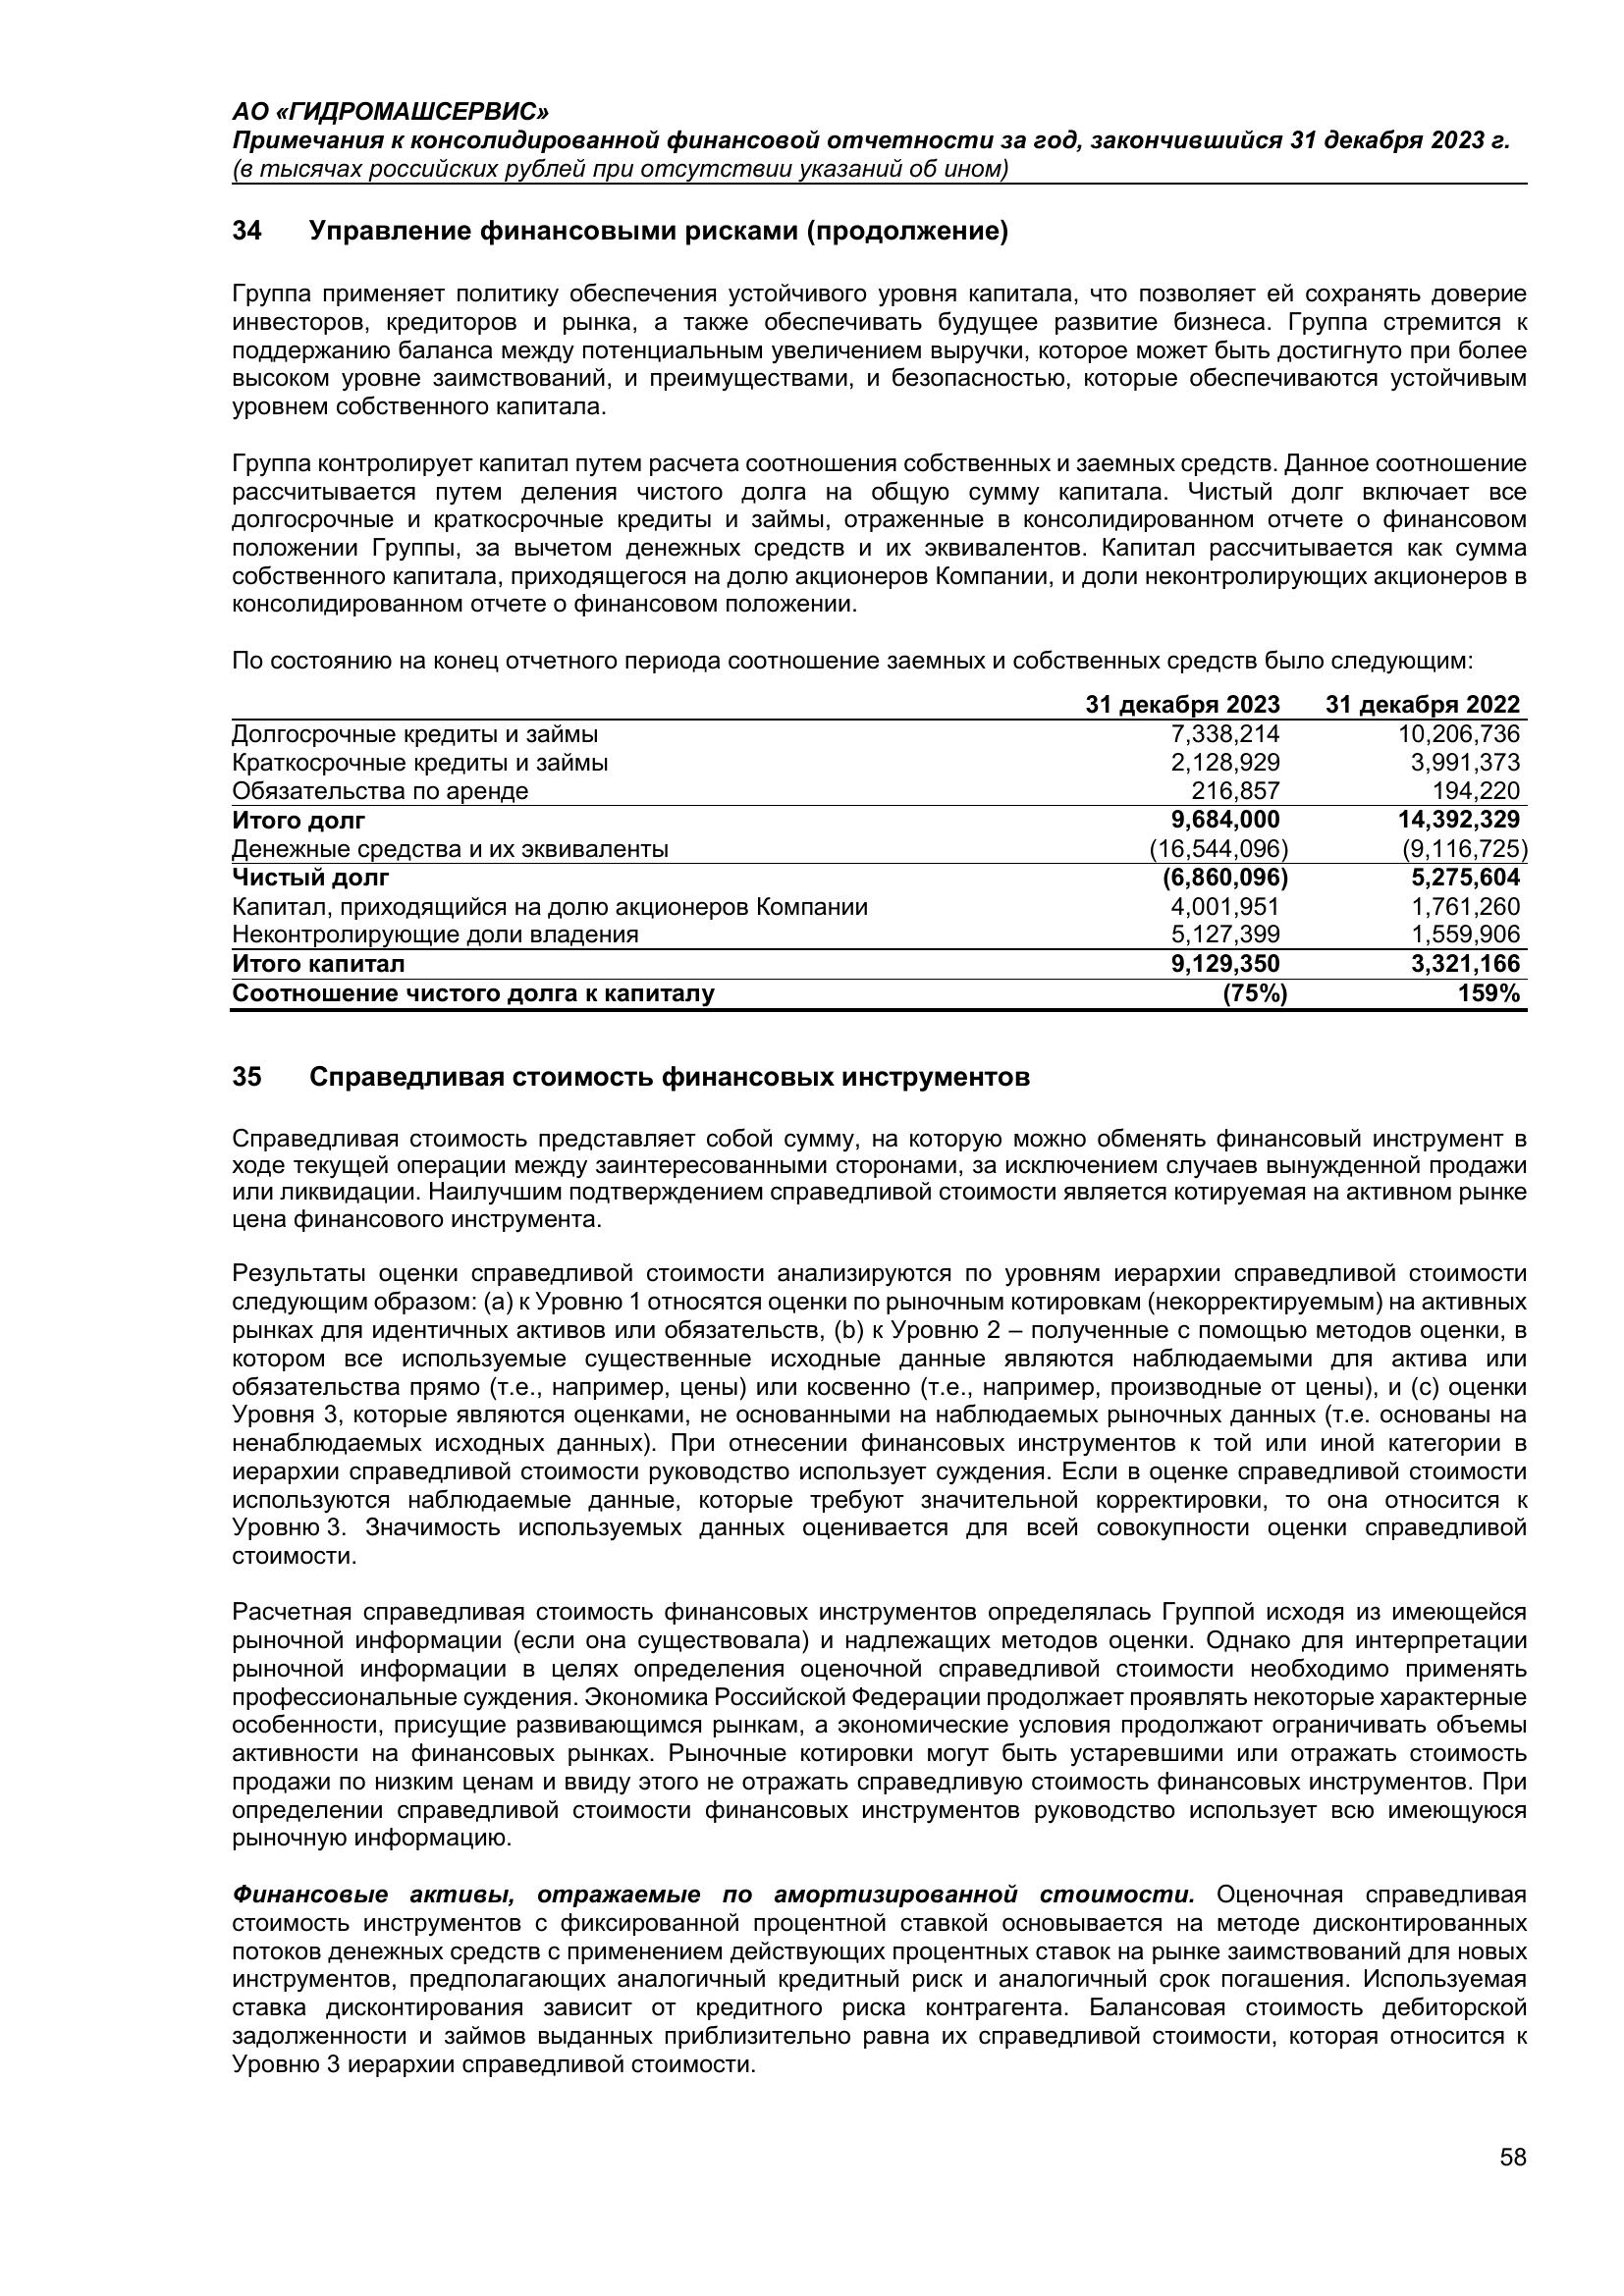 АО «ГИДРОМАШСЕРВИС»
Примечания к консолидированной финансовой отчетности за год, закончившийся 31 декабря 2023 г.
(в тысячах российских рублей при отсутствии указаний об ином)
34 Управление финансовыми рисками (продолжение)
Группа применяет политику обеспечения устойчивого уровня капитала, что позволяет ей сохранять доверие
инвесторов, кредиторов и рынка, а также обеспечивать будущее развитие бизнеса. Группа стремится к
поддержанию баланса между потенциальным увеличением выручки, которое может быть достигнуто при более
высоком уровне заимствований, и преимуществами, и безопасностью, которые обеспечиваются устойчивым
уровнем собственного капитала.
Группа контролирует капитал путем расчета соотношения собственных и заемных средств. Данное соотношение
рассчитывается путем деления чистого долга на общую сумму капитала. Чистый долг включает все
долгосрочные и краткосрочные кредиты и займы, отраженные в консолидированном отчете о финансовом
положении Группы, за вычетом денежных средств и их эквивалентов. Капитал рассчитывается как сумма
собственного капитала, приходящегося на долю акционеров Компании, и доли неконтролирующих акционеров в
консолидированном отчете о финансовом положении.
По состоянию на конец отчетного периода соотношение заемных и собственных средств было следующим:
31 декабря 2023 31 декабря 2022
Долгосрочные кредиты и займы 7,338,214 10,206,736
Краткосрочные кредиты и займы 2,128,929 3,991,373
Обязательства по аренде 216,857 194,220
Итого долг 9,684,000 14,392,329
Денежные средства и их эквиваленты (16,544,096) (9,116,725)
Чистый долг (6,860,096) 5,275,604
Капитал, приходящийся на долю акционеров Компании 4,001,951 1,761,260
Неконтролирующие доли владения 5,127,399 1,559,906
Итого капитал 9,129,350 3,321,166
Соотношение чистого долга к капиталу (75%) 159%
35 Справедливая стоимость финансовых инструментов
Справедливая стоимость представляет собой сумму, на которую можно обменять финансовый инструмент в
ходе текущей операции между заинтересованными сторонами, за исключением случаев вынужденной продажи
или ликвидации. Наилучшим подтверждением справедливой стоимости является котируемая на активном рынке
цена финансового инструмента.
Результаты оценки справедливой стоимости анализируются по уровням иерархии справедливой стоимости
следующим образом: (a) к Уровню 1 относятся оценки по рыночным котировкам (некорректируемым) на активных
рынках для идентичных активов или обязательств, (b) к Уровню 2 – полученные с помощью методов оценки, в
котором все используемые существенные исходные данные являются наблюдаемыми для актива или
обязательства прямо (т.е., например, цены) или косвенно (т.е., например, производные от цены), и (c) оценки
Уровня 3, которые являются оценками, не основанными на наблюдаемых рыночных данных (т.е. основаны на
ненаблюдаемых исходных данных). При отнесении финансовых инструментов к той или иной категории в
иерархии справедливой стоимости руководство использует суждения. Если в оценке справедливой стоимости
используются наблюдаемые данные, которые требуют значительной корректировки, то она относится к
Уровню 3. Значимость используемых данных оценивается для всей совокупности оценки справедливой
стоимости.
Расчетная справедливая стоимость финансовых инструментов определялась Группой исходя из имеющейся
рыночной информации (если она существовала) и надлежащих методов оценки. Однако для интерпретации
рыночной информации в целях определения оценочной справедливой стоимости необходимо применять
профессиональные суждения. Экономика Российской Федерации продолжает проявлять некоторые характерные
особенности, присущие развивающимся рынкам, а экономические условия продолжают ограничивать объемы
активности на финансовых рынках. Рыночные котировки могут быть устаревшими или отражать стоимость
продажи по низким ценам и ввиду этого не отражать справедливую стоимость финансовых инструментов. При
определении справедливой стоимости финансовых инструментов руководство использует всю имеющуюся
рыночную информацию.
Финансовые активы, отражаемые по амортизированной стоимости. Оценочная справедливая
стоимость инструментов с фиксированной процентной ставкой основывается на методе дисконтированных
потоков денежных средств с применением действующих процентных ставок на рынке заимствований для новых
инструментов, предполагающих аналогичный кредитный риск и аналогичный срок погашения. Используемая
ставка дисконтирования зависит от кредитного риска контрагента. Балансовая стоимость дебиторской
задолженности и займов выданных приблизительно равна их справедливой стоимости, которая относится к
Уровню 3 иерархии справедливой стоимости.
58